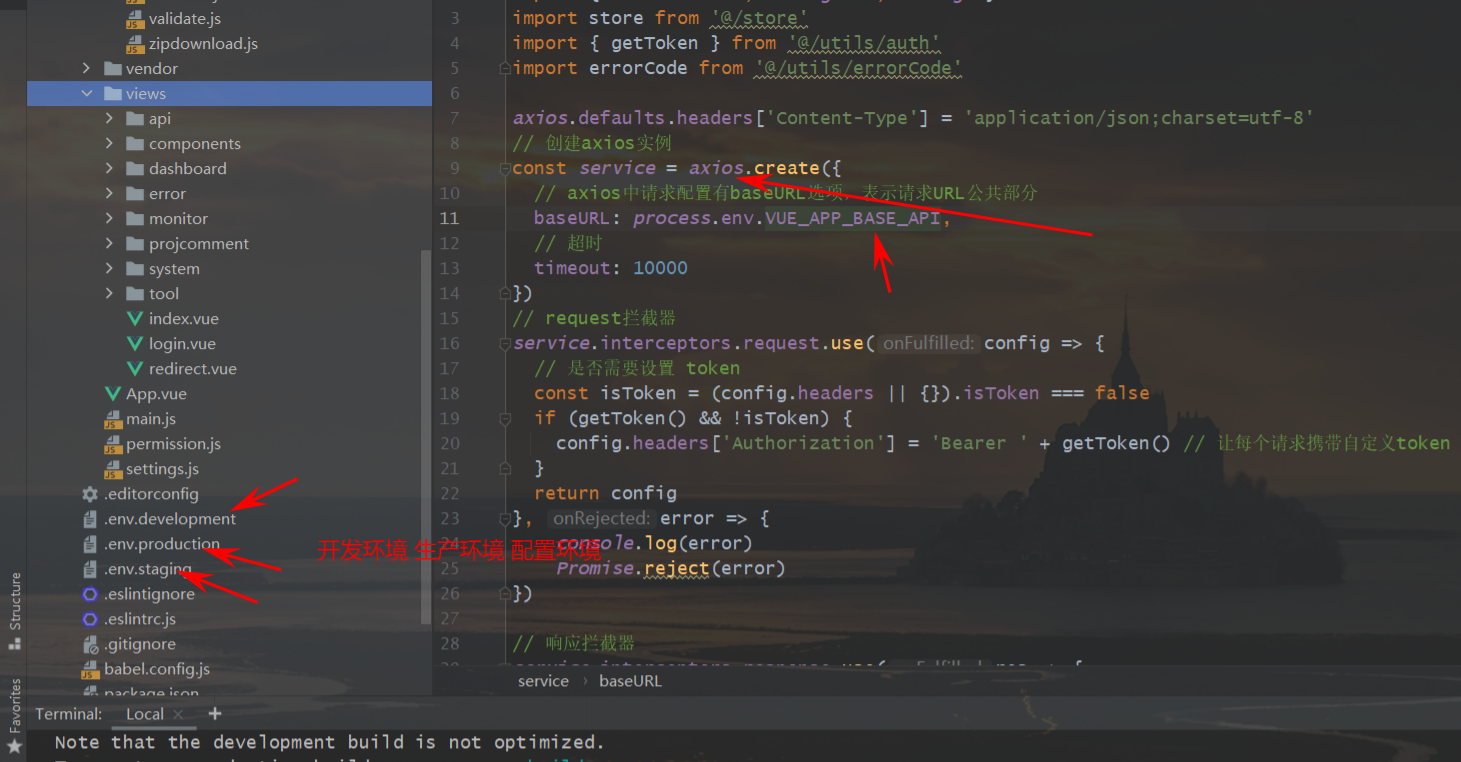 validate.js
zipdownload.js
vendor
views
api
components
dashboard
error
monitor
projcomment
system
tool
index.vue
login.vue
redirect.vue
App.vue
main.js
permission.js
settings.js
.editorconfig
.env.development
.env.production
.env.staging
.eslintignore
.eslintrc.js
.gitignore
babel.config.js
package.json
3 import store from '@/store'
4 import { getToken } from '@/utils/auth'
5 import errorCode from '@/utils/errorCode'
6
7 axios.defaults.headers['Content-Type'] = 'application/json;charset=utf-8'
8 // 创建axios实例
9 const service = axios.create({
10 // axios中请求配置有baseURL选项，表示请求URL公共部分
11 baseURL: process.env.VUE_APP_BASE_API,
12 // 超时
13 timeout: 10000
14 })
15 // request拦截器
16 service.interceptors.request.use( onFulfilled: config => {
17 // 是否需要设置 token
18 const isToken = (config.headers || {}).isToken === false
19 if (getToken() && !isToken) {
20 config.headers['Authorization'] = 'Bearer ' + getToken() // 让每个请求携带自定义token
21 }
22 return config
23 }, onRejected: error => {
24 console.log(error)
开发环境 生产环境 配置环境
25 Promise.reject(error)
26 })
27
28 // 响应拦截器
service › baseURL
Structure
Favorites
Terminal: Local × +
Note that the development build is not optimized.